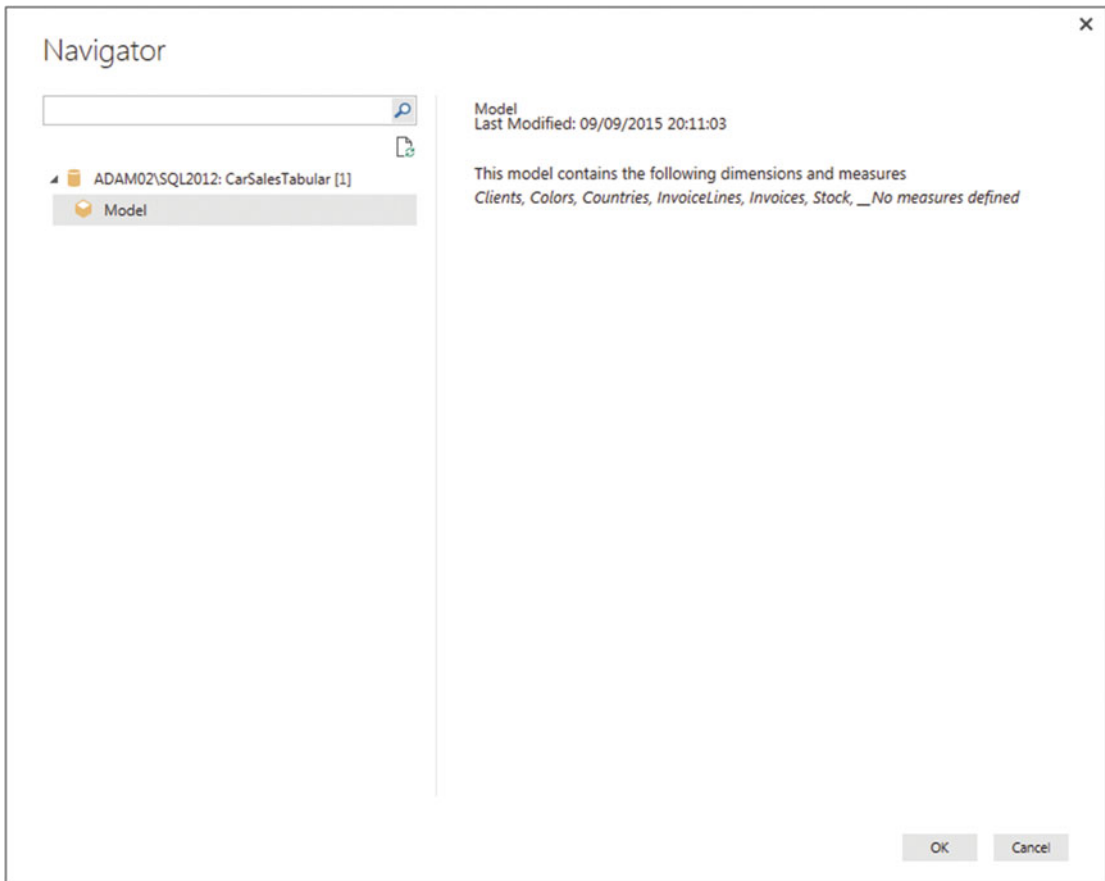 Navigator
ADAM02\SQL2012: CarSalesTabular [1]
Model
Model
Last Modified: 09/09/2015 20:11:03
This model contains the following dimensions and measures
Clients, Colors, Countries, InvoiceLines, Invoices, Stock, __No measures defined
OK
Cancel